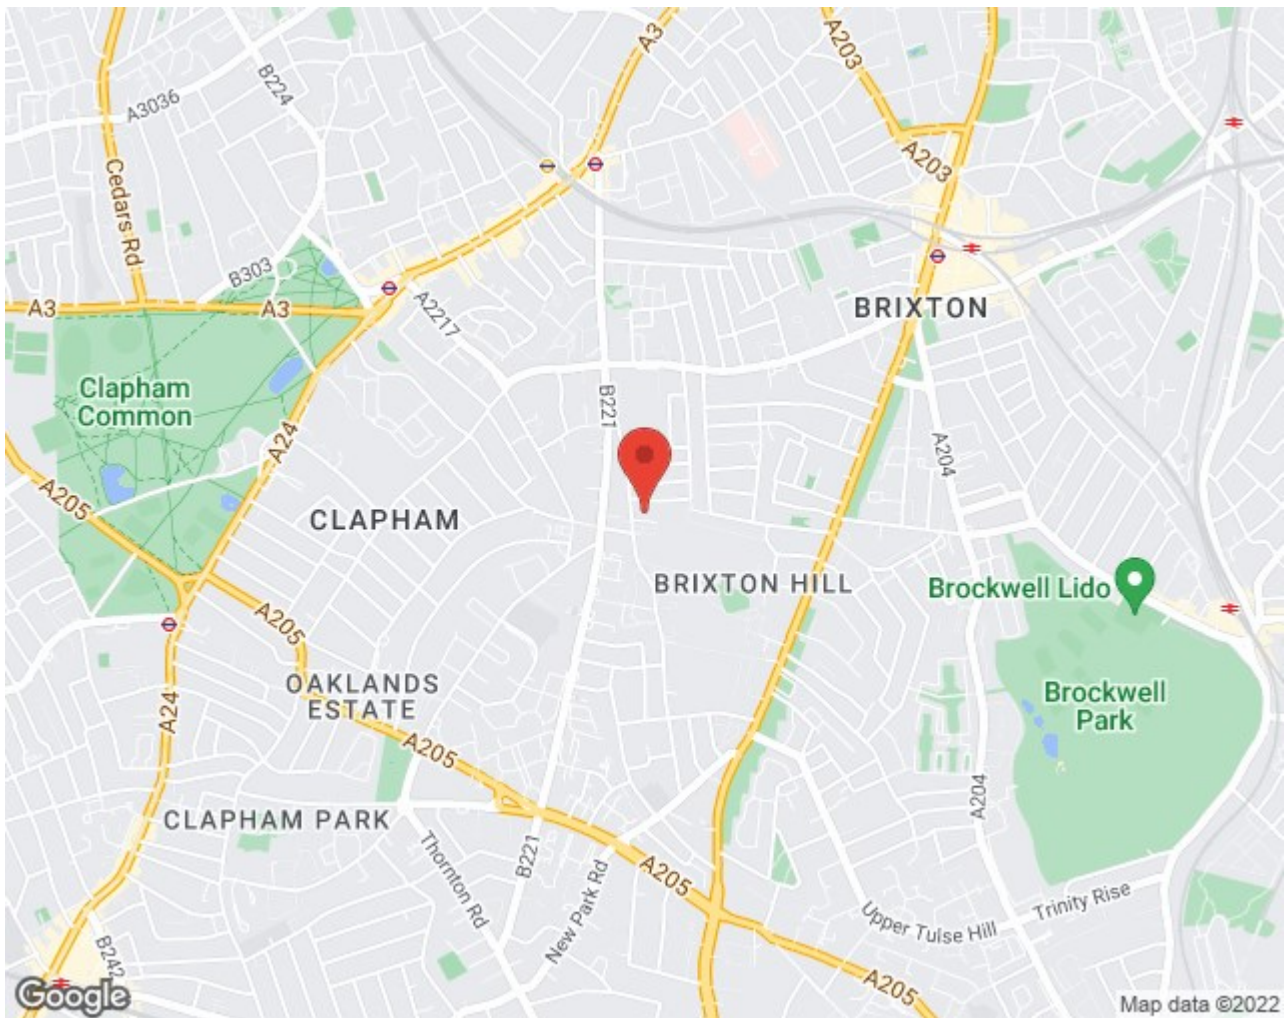 A3
A203
B224
A3036
A203
Cedars Rd
B303
A3
A3
A2217
BRIXTON
Clapham
Common
B221
A24
A204
A205
CLAPHAM
BRIXTON HILL
Brockwell Lido
A205
OAKLANDS
ESTATE
Brockwell
Park
A24
A205
A204
CLAPHAM PARK
Thornton Rd
B221
New Park Rd
A205
Trinity Rise
Upper Tulse Hill
B242
A205
Google
Map data ©2022